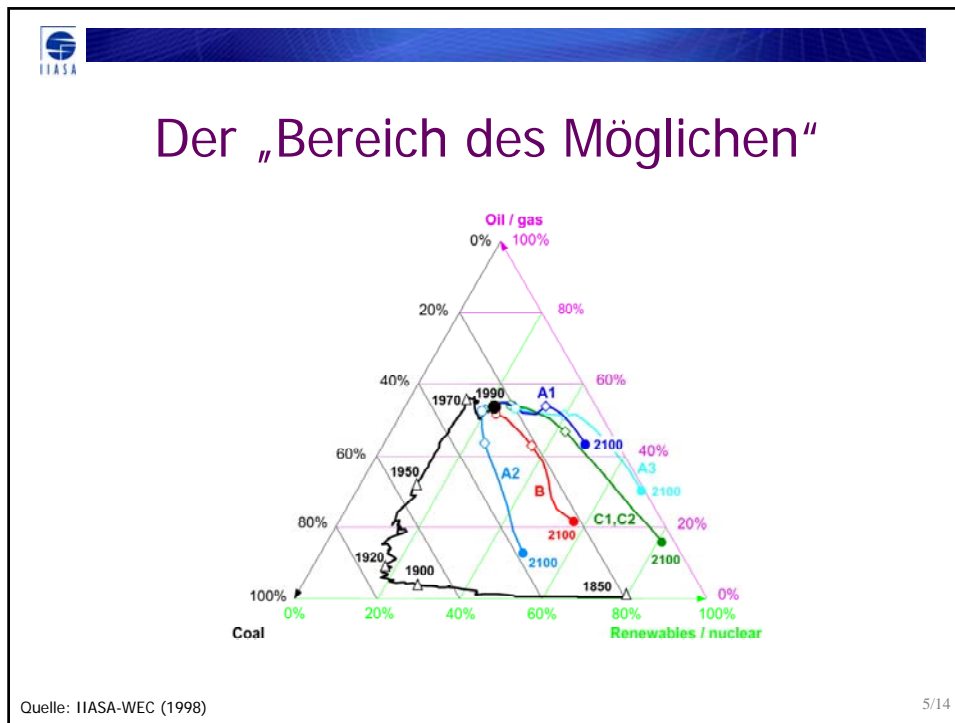 IIASA
Der „Bereich des Möglichen“
Oil / gas
0% 100%
20% 80%
40% 1970 1990 A1 60%
2100 40%
60% 1950 A2 A3
B 2100
C1,C2 20%
80% 2100
1920 2100 2100
1900 1850 0%
100% 0% 20% 40% 60% 80% 100%
Coal Renewables / nuclear
Quelle: IIASA-WEC (1998) 5/14